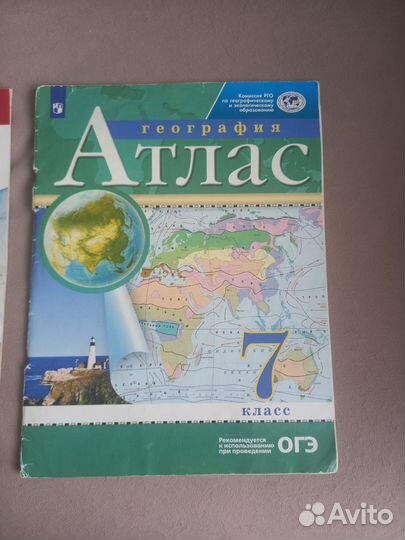 Комиссия РГО
по географическому
и экологическому
образованию
география
Атлас
7
класс
Рекомендуется
к использованию
при проведении
ОГЭ
Avito